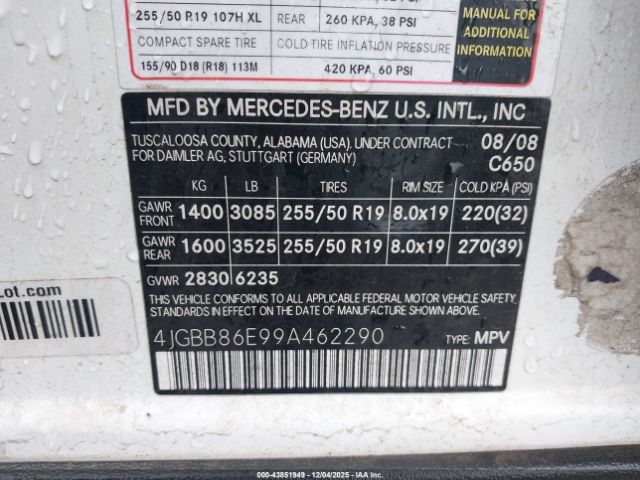 255/50 R19 107H XL REAR 260 KPA, 38 PSI
COMPACT SPARE TIRE COLD TIRE INFLATION PRESSURE
155/90 D18 (R18) 113M 420 KPA, 60 PSI
MANUAL FOR
ADDITIONAL
INFORMATION
MFD BY MERCEDES-BENZ U.S. INTL., INC
TUSCALOOSA COUNTY, ALABAMA (USA). UNDER CONTRACT 08/08
FOR DAIMLER AG, STUTTGART (GERMANY) C650
KG LB TIRES RIM SIZE COLD KPA (PSI)
GAWR FRONT 1400 3085 255/50 R19 8.0x19 220(32)
GAWR REAR 1600 3525 255/50 R19 8.0x19 270(39)
GVWR 2830 6235
THIS VEHICLE CONFORMS TO ALL APPLICABLE FEDERAL MOTOR VEHICLE SAFETY
STANDARDS IN EFFECT ON THE DATE OF MANUFACTURE SHOWN ABOVE.
4JGBB86E99A462290 TYPE: MPV
Lot.com
000-43851949 - 12/04/2025 - IAAI.CA